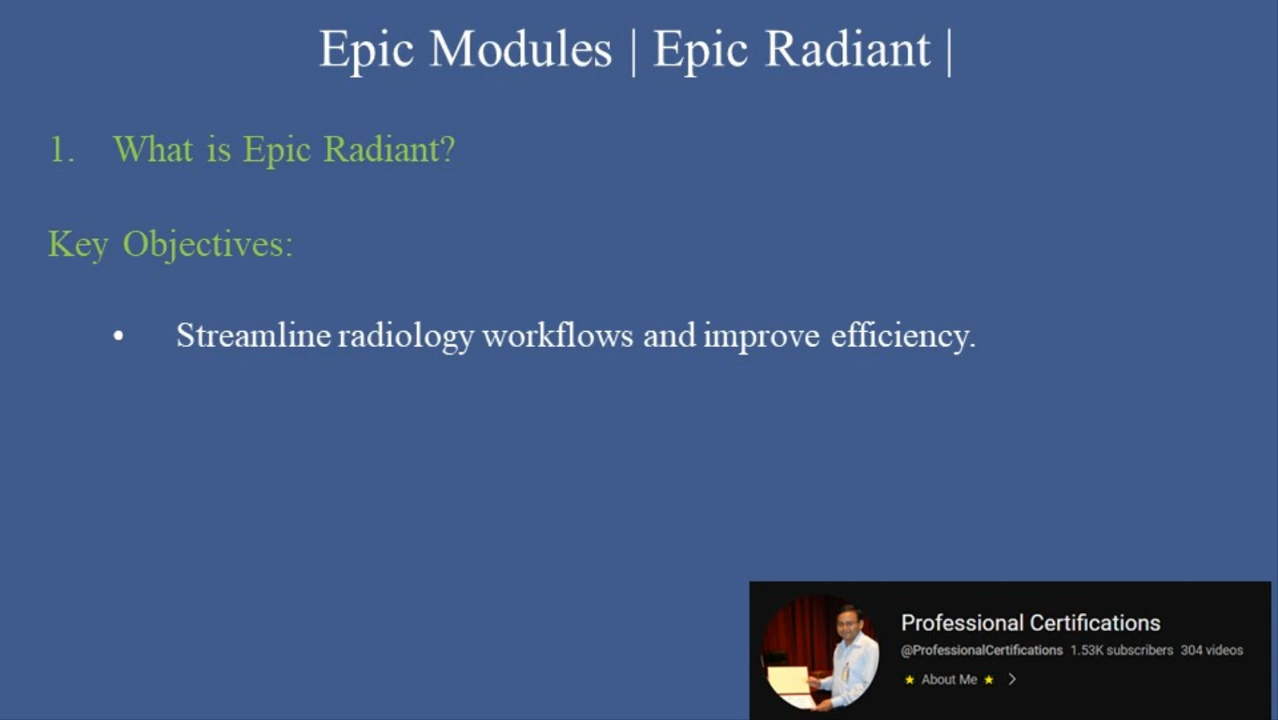 Epic Modules | Epic Radiant |
1. What is Epic Radiant?
Key Objectives:
• Streamline radiology workflows and improve efficiency.
Professional Certifications
@ProfessionalCertifications 1.53K subscribers 304 videos
★ About Me ★ >